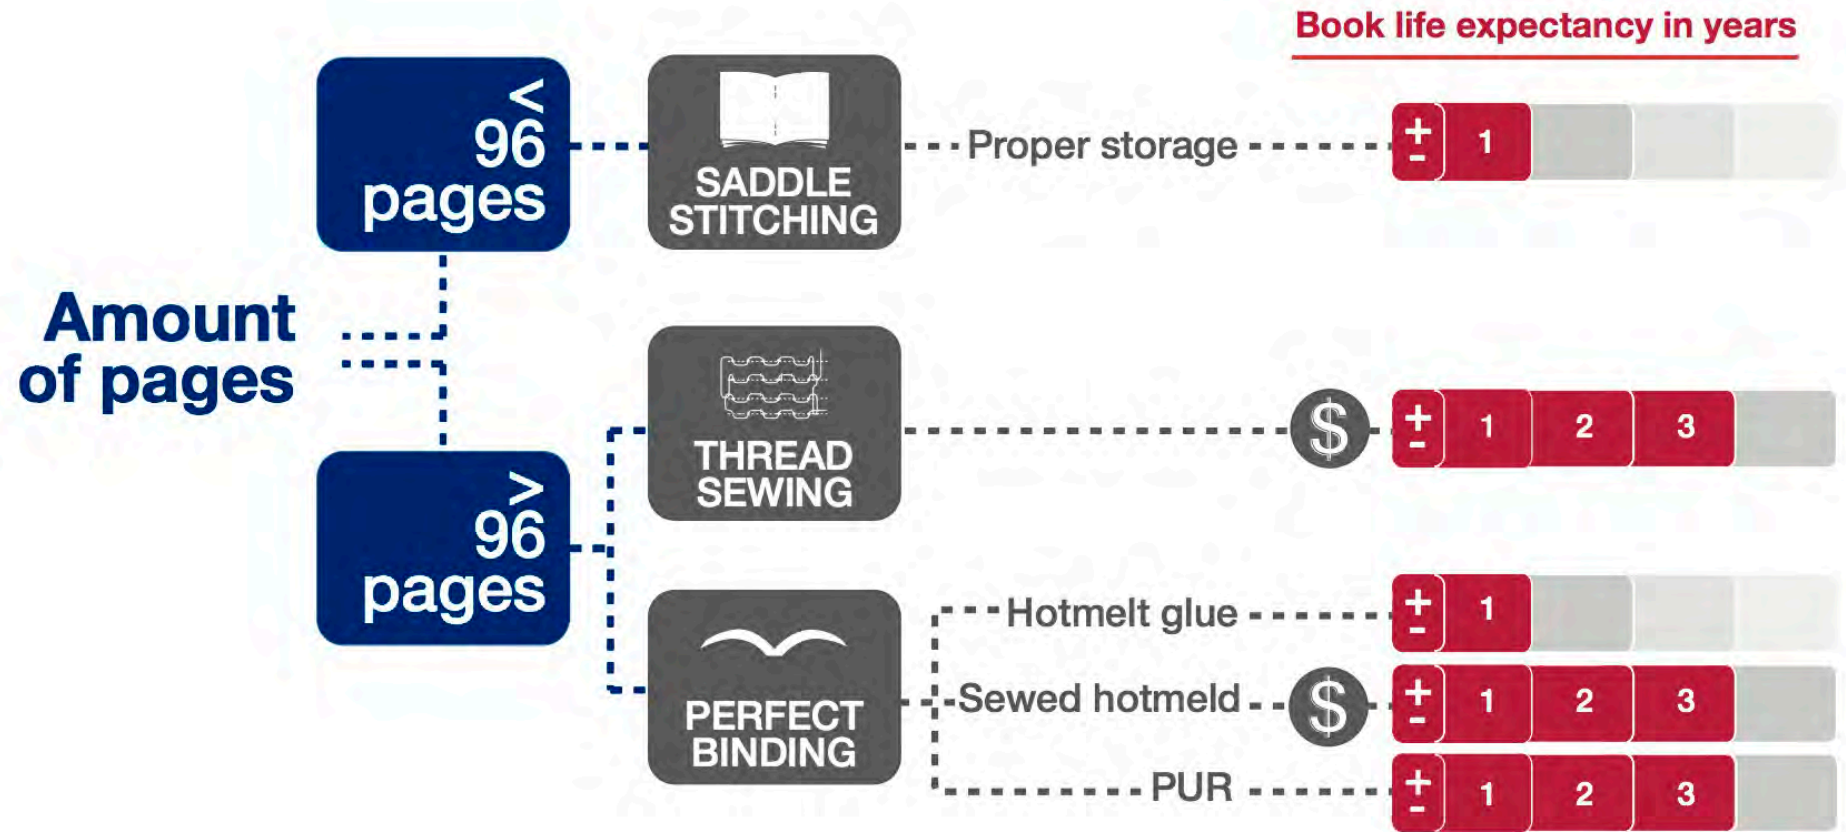 Book life expectancy in years
<
96
pages
SADDLE
STITCHING
Proper storage
+
-
1
Amount
of pages
THREAD
SEWING
$
+
-
1
2
3
>
96
pages
PERFECT
BINDING
Hotmelt glue
+
-
1
Sewed hotmeld
$
+
-
1
2
3
PUR
+
-
1
2
3